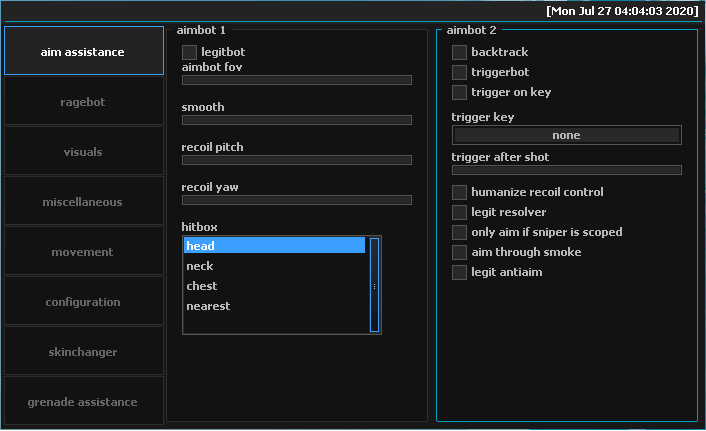 [Mon Jul 27 04:04:03 2020]
aim assistance
ragebot
visuals
miscellaneous
movement
configuration
skinchanger
grenade assistance
aimbot 1
legitbot
aimbot fov
smooth
recoil pitch
recoil yaw
hitbox
head
neck
chest
nearest
aimbot 2
backtrack
triggerbot
trigger on key
trigger key
none
trigger after shot
humanize recoil control
legit resolver
only aim if sniper is scoped
aim through smoke
legit antiaim